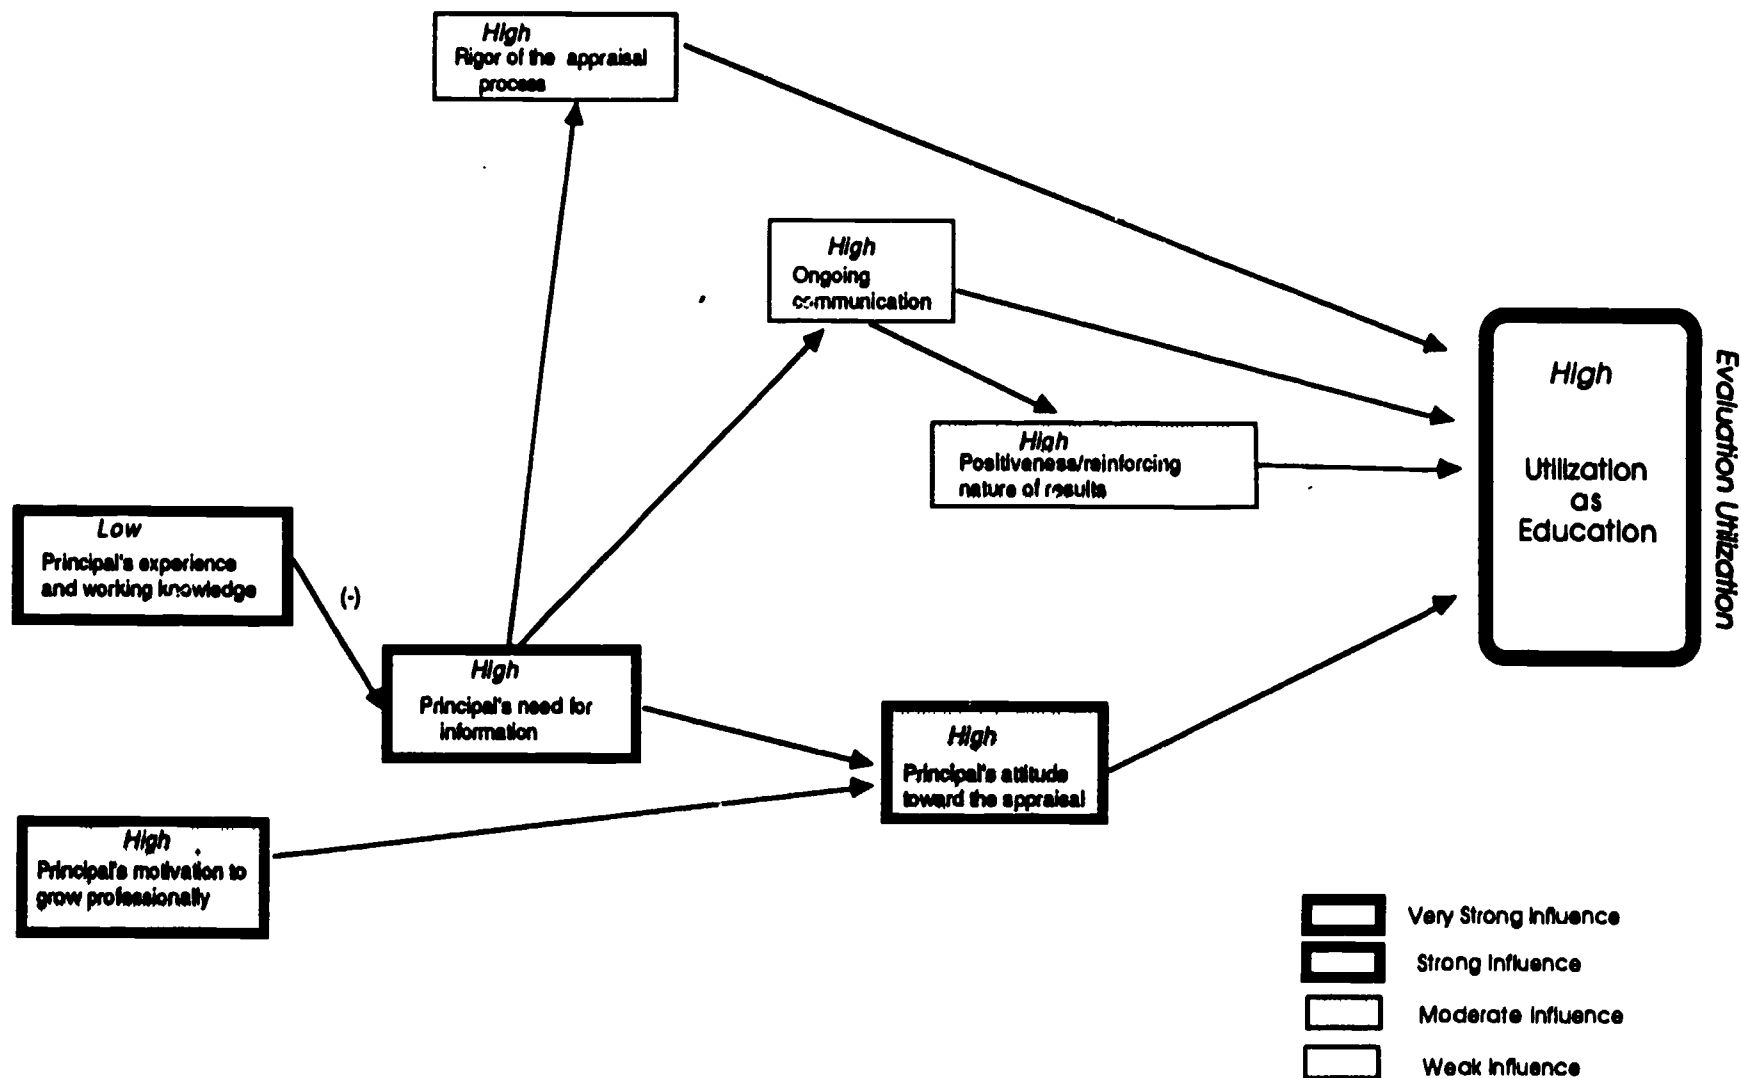 High
Rigor of the appraisal
process
High
Ongoing
communication
High
Positiveness/reinforcing
nature of results
High
Utilization
as
Education
Evaluation Utilization
Low
Principal's experience
and working knowledge
(-)
High
Principal's need for
information
High
Principal's attitude
toward the appraisal
High
Principal's motivation to
grow professionally
Very Strong Influence
Strong Influence
Moderate Influence
Weak Influence